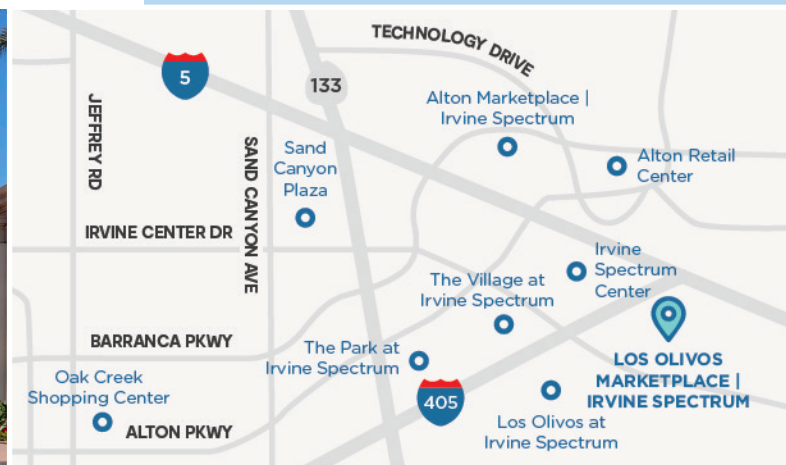 TECHNOLOGY DRIVE
5
133
JEFFREY RD
SAND CANYON AVE
Alton Marketplace |
Irvine Spectrum
Sand
Canyon
Plaza
Alton Retail
Center
IRVINE CENTER DR
Irvine
Spectrum
Center
The Village at
Irvine Spectrum
BARRANCA PKWY
The Park at
Irvine Spectrum
LOS OLIVOS
MARKETPLACE |
IRVINE SPECTRUM
Oak Creek
Shopping Center
405
Los Olivos at
Irvine Spectrum
ALTON PKWY